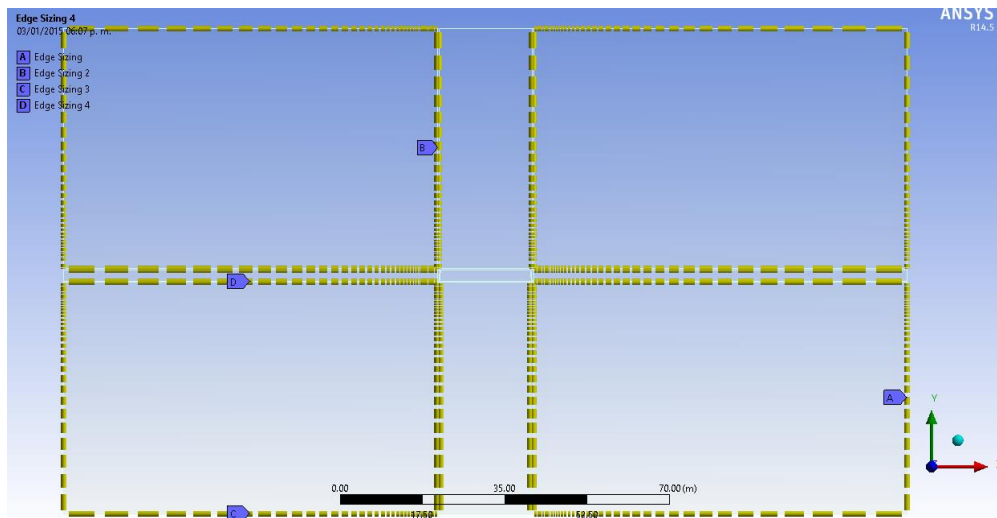 Edge Sizing 4
03/01/2015 06:07 p. m.
A Edge Sizing
B Edge Sizing 2
C Edge Sizing 3
D Edge Sizing 4
ANSYS
R14.5
B
D
A
C
Y
0.00 35.00 70.00 (m)
17.50 52.50